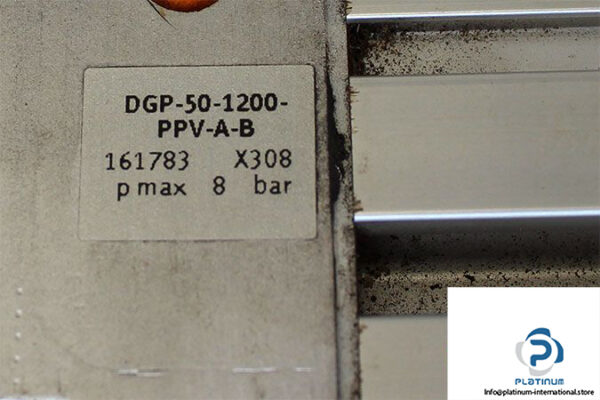 DGP-50-1200-
PPV-A-B
161783 X308
p max 8 bar
PLATINUM
Info@platinum-international.store